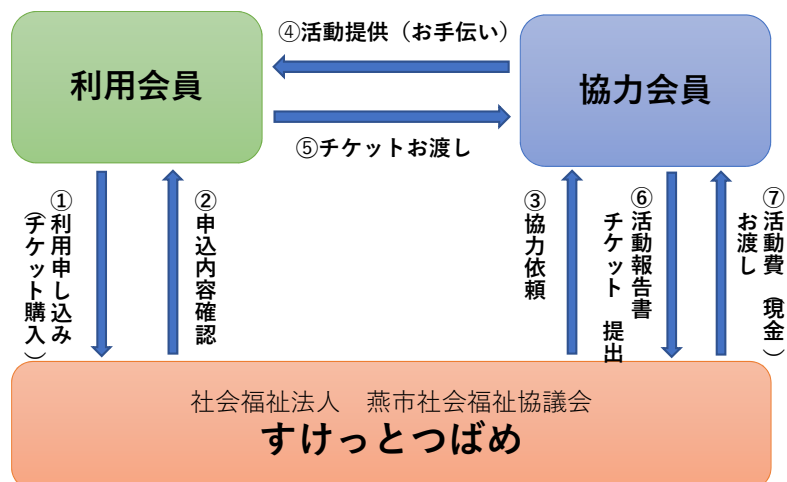 ④活動提供（お手伝い）
利用会員
協力会員
⑤チケットお渡し
①利用申し込み
（チケット購入）
②申込内容確認
③協力依頼
⑥活動報告書
チケット　提出
⑦活動費（現金）
お渡し
社会福祉法人　燕市社会福祉協議会
すけっとつばめ